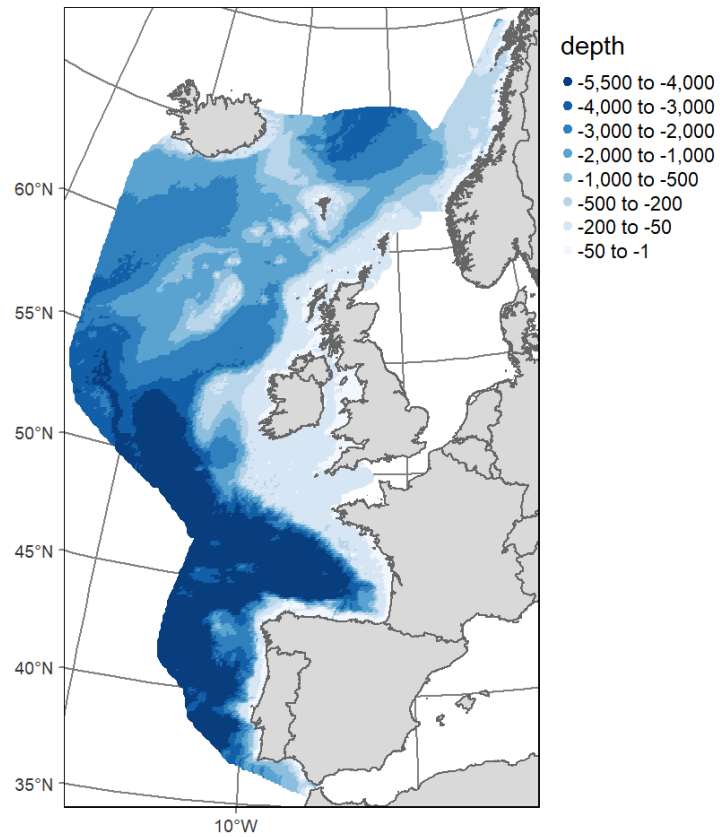 depth
-5,500 to -4,000
-4,000 to -3,000
-3,000 to -2,000
-2,000 to -1,000
-1,000 to -500
-500 to -200
-200 to -50
-50 to -1
60°N
55°N
50°N
45°N
40°N
35°N
10°W